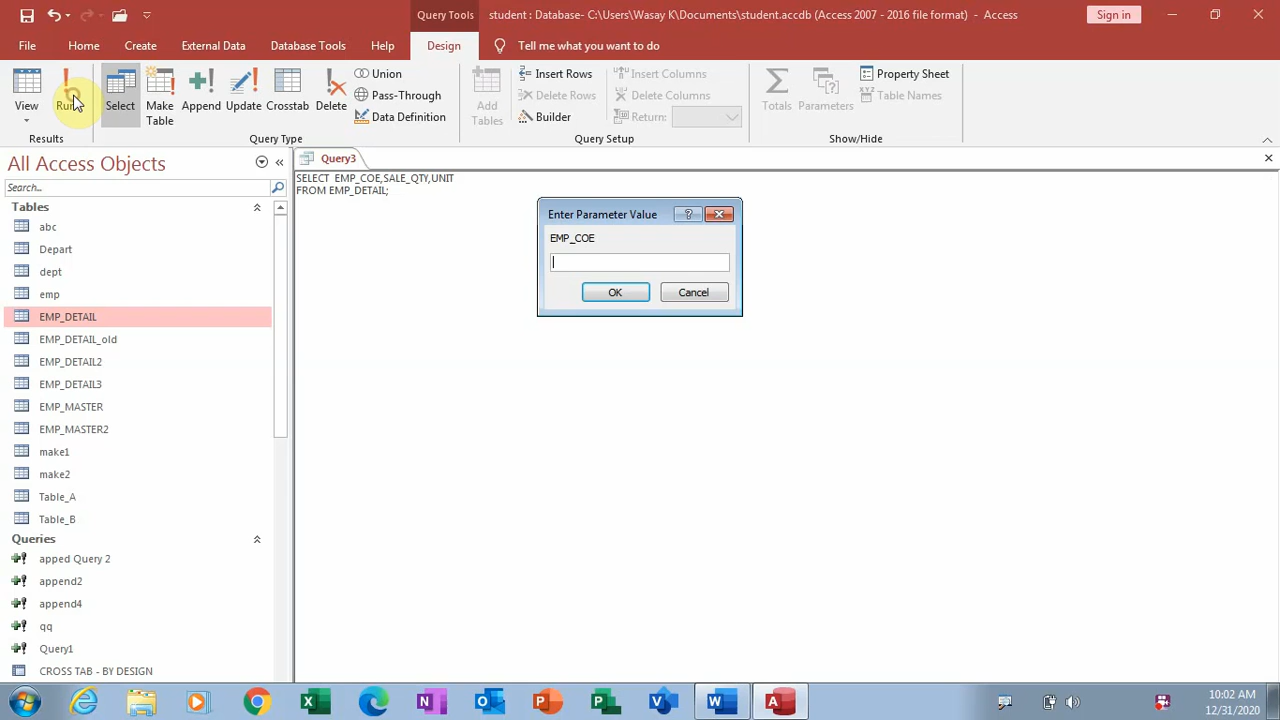 Query Tools
student : Database- C:\Users\Wasay K\Documents\student.accdb (Access 2007 - 2016 file format) - Access
Sign in
File
Home
Create
External Data
Database Tools
Help
Design
Tell me what you want to do
View
Run
Select
Make
Table
Append
Update
Crosstab
Delete
Union
Pass-Through
Data Definition
Add
Tables
Insert Rows
Delete Rows
Builder
Insert Columns
Delete Columns
Return:
Totals
Parameters
Property Sheet
Table Names
Results
Query Type
Query Setup
Show/Hide
All Access Objects
Search...
Tables
abc
Depart
dept
emp
EMP_DETAIL
EMP_DETAIL_old
EMP_DETAIL2
EMP_DETAIL3
EMP_MASTER
EMP_MASTER2
make1
make2
Table_A
Table_B
Queries
apped Query 2
append2
append4
qq
Query1
CROSS TAB - BY DESIGN
Query3
SELECT EMP_COE,SALE_QTY,UNIT
FROM EMP_DETAIL;
Enter Parameter Value
EMP_COE
OK
Cancel
10:02 AM
12/31/2020